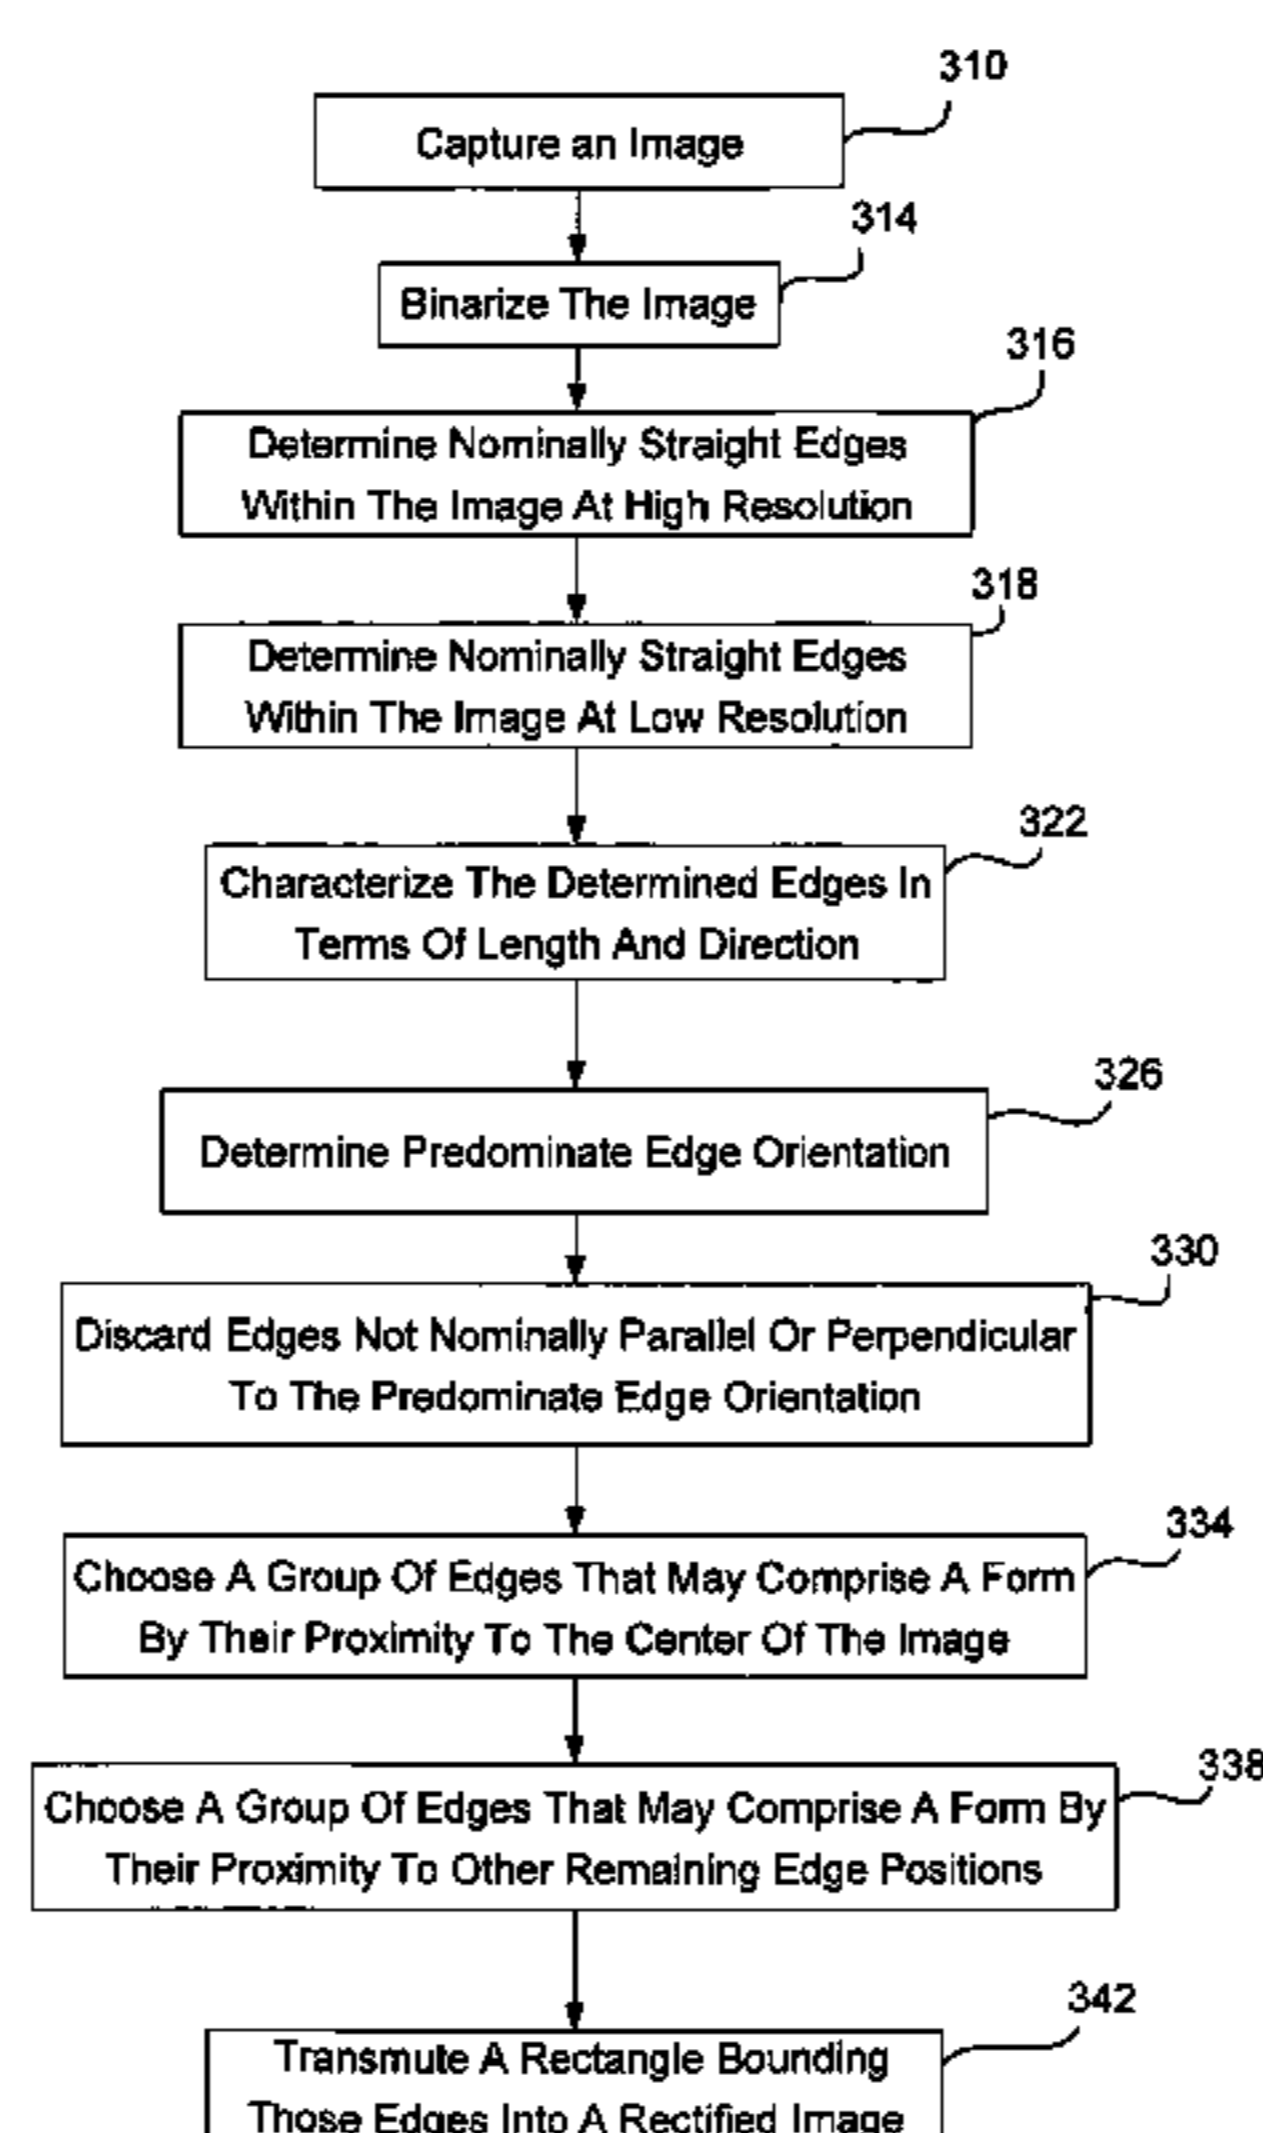 310
Capture an Image
314
Binarize The Image
316
Determine Nominally Straight Edges
Within The Image At High Resolution
318
Determine Nominally Straight Edges
Within The Image At Low Resolution
322
Characterize The Determined Edges In
Terms Of Length And Direction
326
Determine Predominate Edge Orientation
330
Discard Edges Not Nominally Parallel Or Perpendicular
To The Predominate Edge Orientation
334
Choose A Group Of Edges That May Comprise A Form
By Their Proximity To The Center Of The Image
338
Choose A Group Of Edges That May Comprise A Form By
Their Proximity To Other Remaining Edge Positions
342
Transmute A Rectangle Bounding
Those Edges Into A Rectified Image